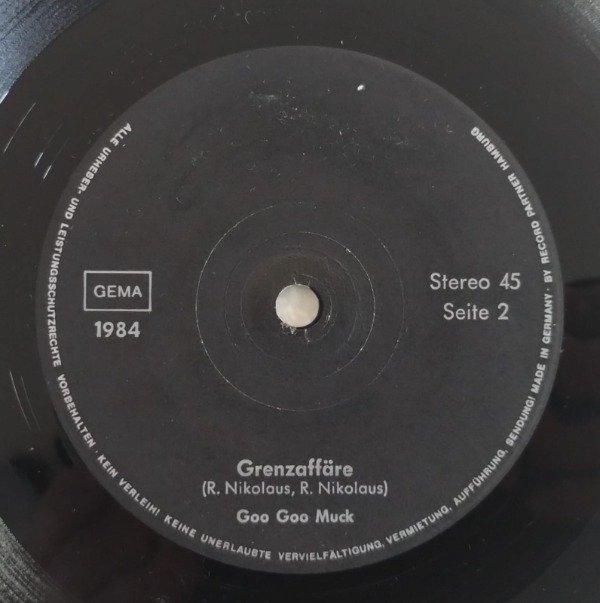 ALLE URHEBER- UND LEISTUNGSSCHUTZRECHTE VORBEHALTEN · KEIN VERLEIH! KEINE UNERLAUBTE VERVIELFÄLTIGUNG, VERMIETUNG, AUFFÜHRUNG, SENDUNG! MADE IN GERMANY · BY RECORD PARTNER HAMBURG
GEMA
1984
Stereo 45
Seite 2
Grenzaffäre
(R. Nikolaus, R. Nikolaus)
Goo Goo Muck